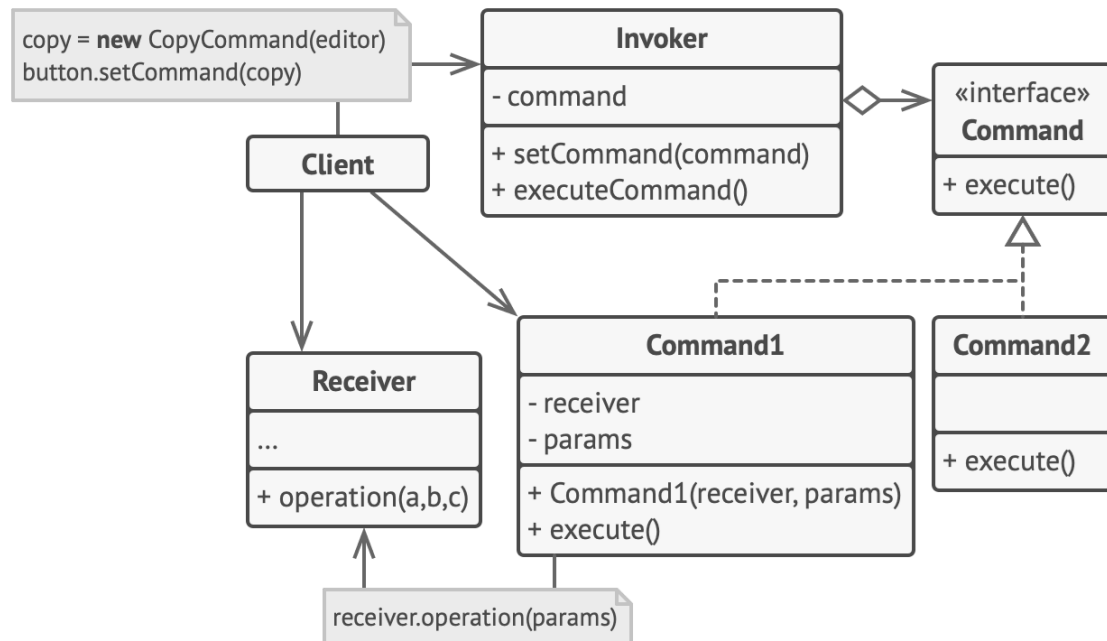 copy = new CopyCommand(editor)
button.setCommand(copy)
Invoker
- command
+ setCommand(command)
+ executeCommand()
«interface»
Command
+ execute()
Client
Receiver
...
+ operation(a,b,c)
Command1
- receiver
- params
+ Command1(receiver, params)
+ execute()
Command2
+ execute()
receiver.operation(params)